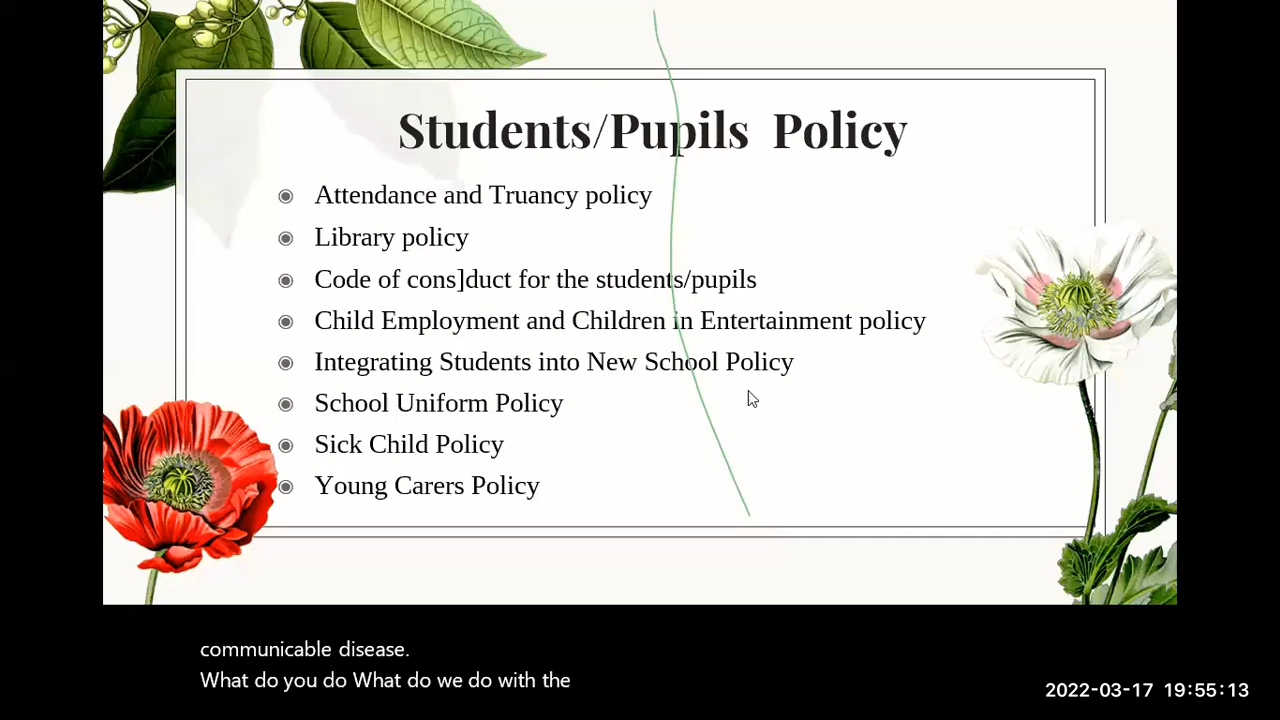 Students/Pupils Policy
Attendance and Truancy policy
Library policy
Code of cons]duct for the students/pupils
Child Employment and Children in Entertainment policy
Integrating Students into New School Policy
School Uniform Policy
Sick Child Policy
Young Carers Policy
communicable disease.
What do you do What do we do with the
2022-03-17 19:55:13